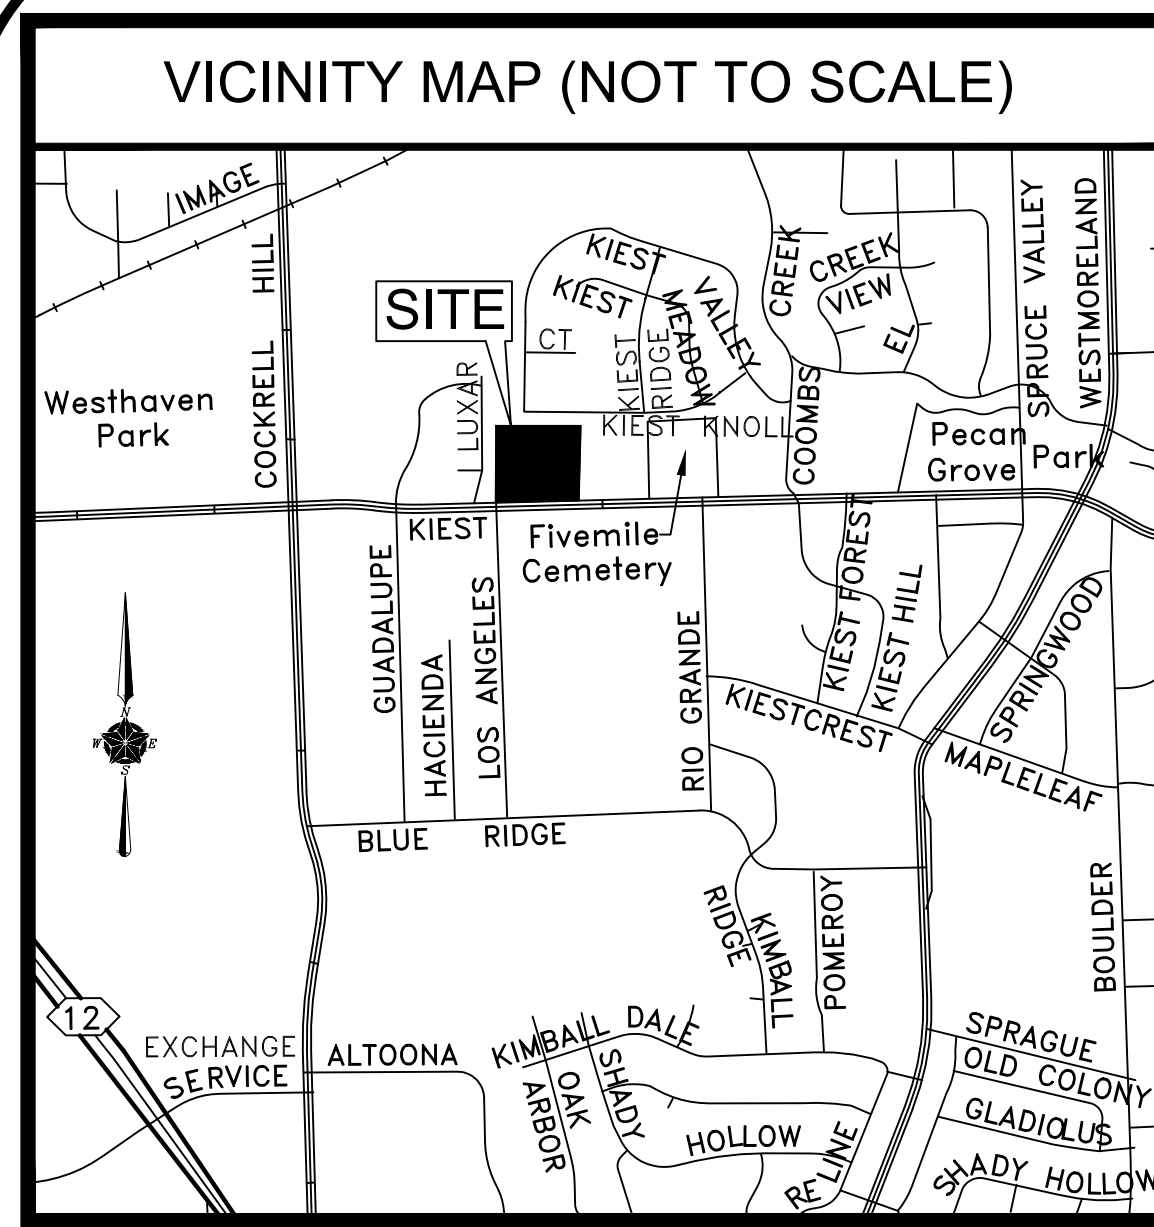 VICINITY MAP (NOT TO SCALE)
IMAGE
COCKRELL HILL
SITE
KIEST
KIEST
VALLEY
MEADOW
CT
KIEST
RIDGE
KIEST KNOLL
LUXAR
CREEK
CREEK
VIEW
EL
COOMBS
SPRUCE VALLEY
WESTMORELAND
Westhaven
Park
Pecan
Grove Park
KIEST
Fivemile
Cemetery
GUADALUPE
HACIENDA
LOS ANGELES
RIO GRANDE
KIEST FOREST
KIEST HILL
KIESTCREST
SPRINGWOOD
MAPLELEAF
N
W E
S
BLUE RIDGE
RIDGE
KIMBALL
POMEROY
BOULDER
12
EXCHANGE
SERVICE
ALTOONA
KIMBALL DALE
SHADY
OAK
ARBOR
HOLLOW
SPRAGUE
OLD COLONY
GLADIOLUS
SHADY HOLLOW